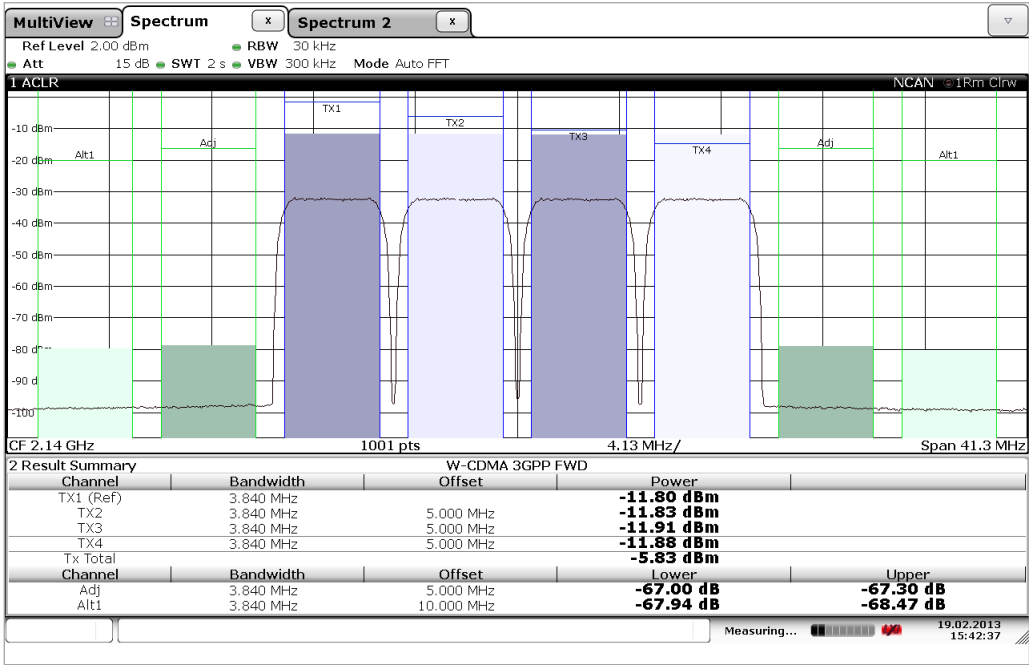 MultiView Spectrum x Spectrum 2 x
Ref Level 2.00 dBm RBW 30 kHz
Att 15 dB SWT 2 s VBW 300 kHz Mode Auto FFT
1 ACLR NCAN 1Rm Clrw
TX1
TX2
-10 dBm
TX3
Adj Adj
TX4
Alt1 Alt1
-20 dBm
-30 dBm
-40 dBm
-50 dBm
-60 dBm
-70 dBm
-80 d
-90 d
-100
CF 2.14 GHz 1001 pts 4.13 MHz/ Span 41.3 MHz
2 Result Summary W-CDMA 3GPP FWD
Channel Bandwidth Offset Power
TX1 (Ref) 3.840 MHz -11.80 dBm
TX2 3.840 MHz 5.000 MHz -11.83 dBm
TX3 3.840 MHz 5.000 MHz -11.91 dBm
TX4 3.840 MHz 5.000 MHz -11.88 dBm
Tx Total -5.83 dBm
Channel Bandwidth Offset Lower Upper
Adj 3.840 MHz 5.000 MHz -67.00 dB -67.30 dB
Alt1 3.840 MHz 10.000 MHz -67.94 dB -68.47 dB
Measuring... 19.02.2013
15:42:37